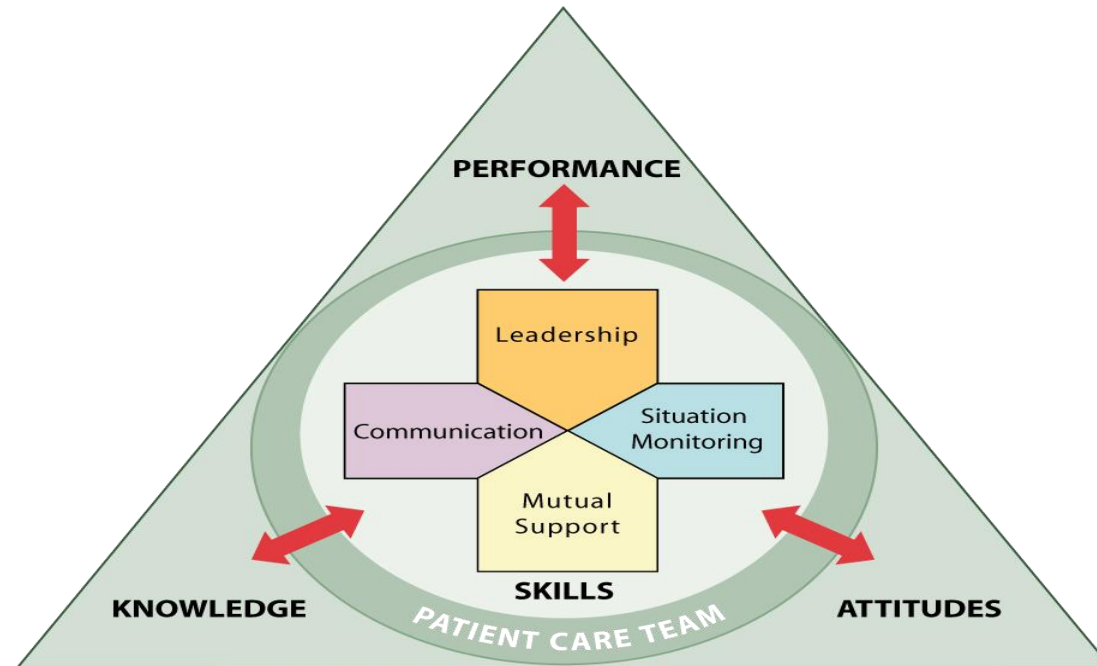 PERFORMANCE
Leadership
Communication
Situation
Monitoring
Mutual
Support
SKILLS
KNOWLEDGE
ATTITUDES
PATIENT CARE TEAM